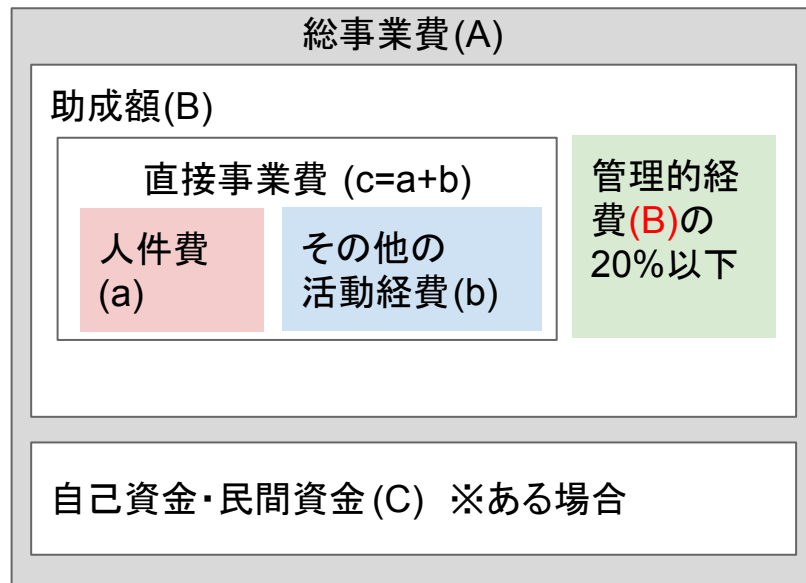 総事業費(A)
助成額(B)
直接事業費 (c=a+b)
人件費
(a)
その他の
活動経費(b)
管理的経
費(B)の
20%以下
自己資金・民間資金(C) ※ある場合